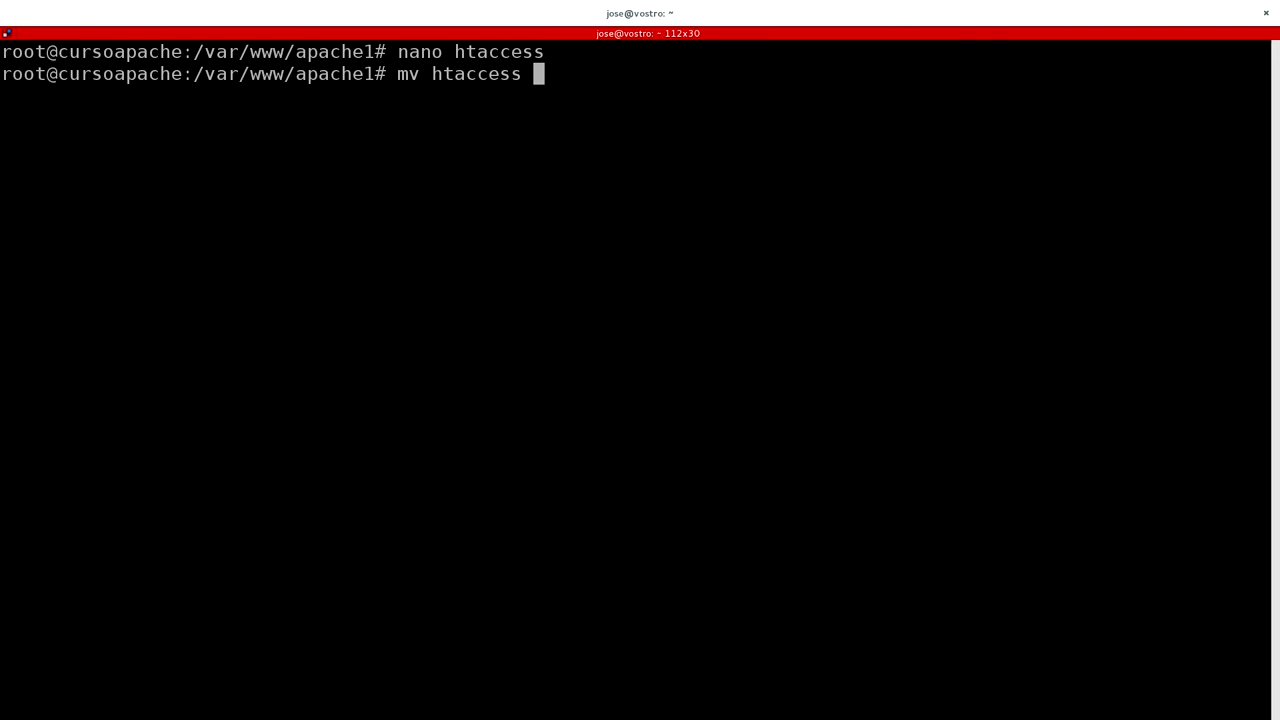 jose@vostro: ~
jose@vostro: ~ 112x30
root@cursoapache:/var/www/apache1# nano htaccess
root@cursoapache:/var/www/apache1# mv htaccess